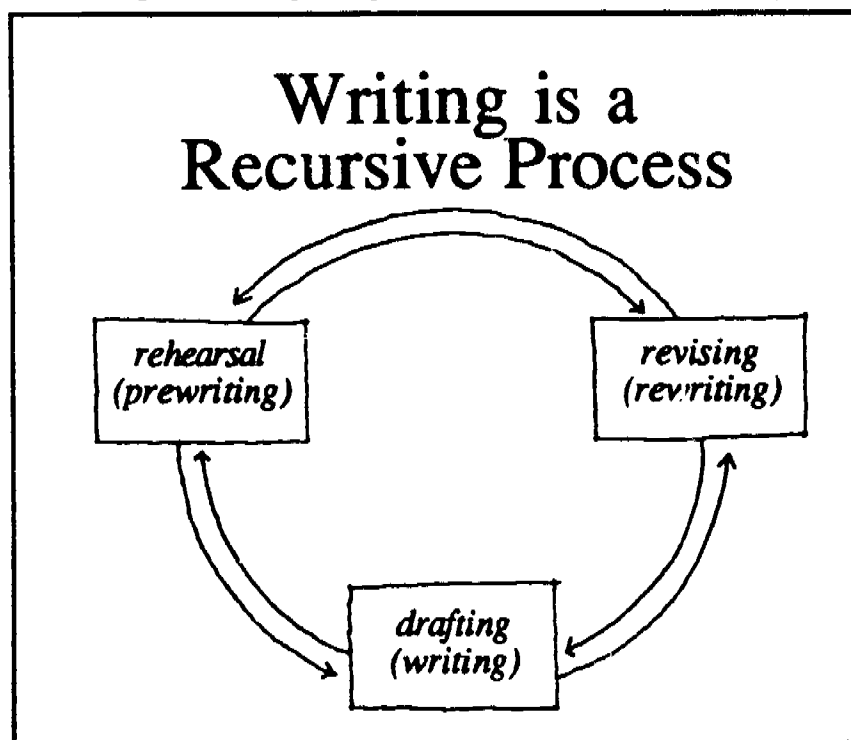 Writing is a
Recursive Process
rehearsal
(prewriting)
revising
(rewriting)
drafting
(writing)